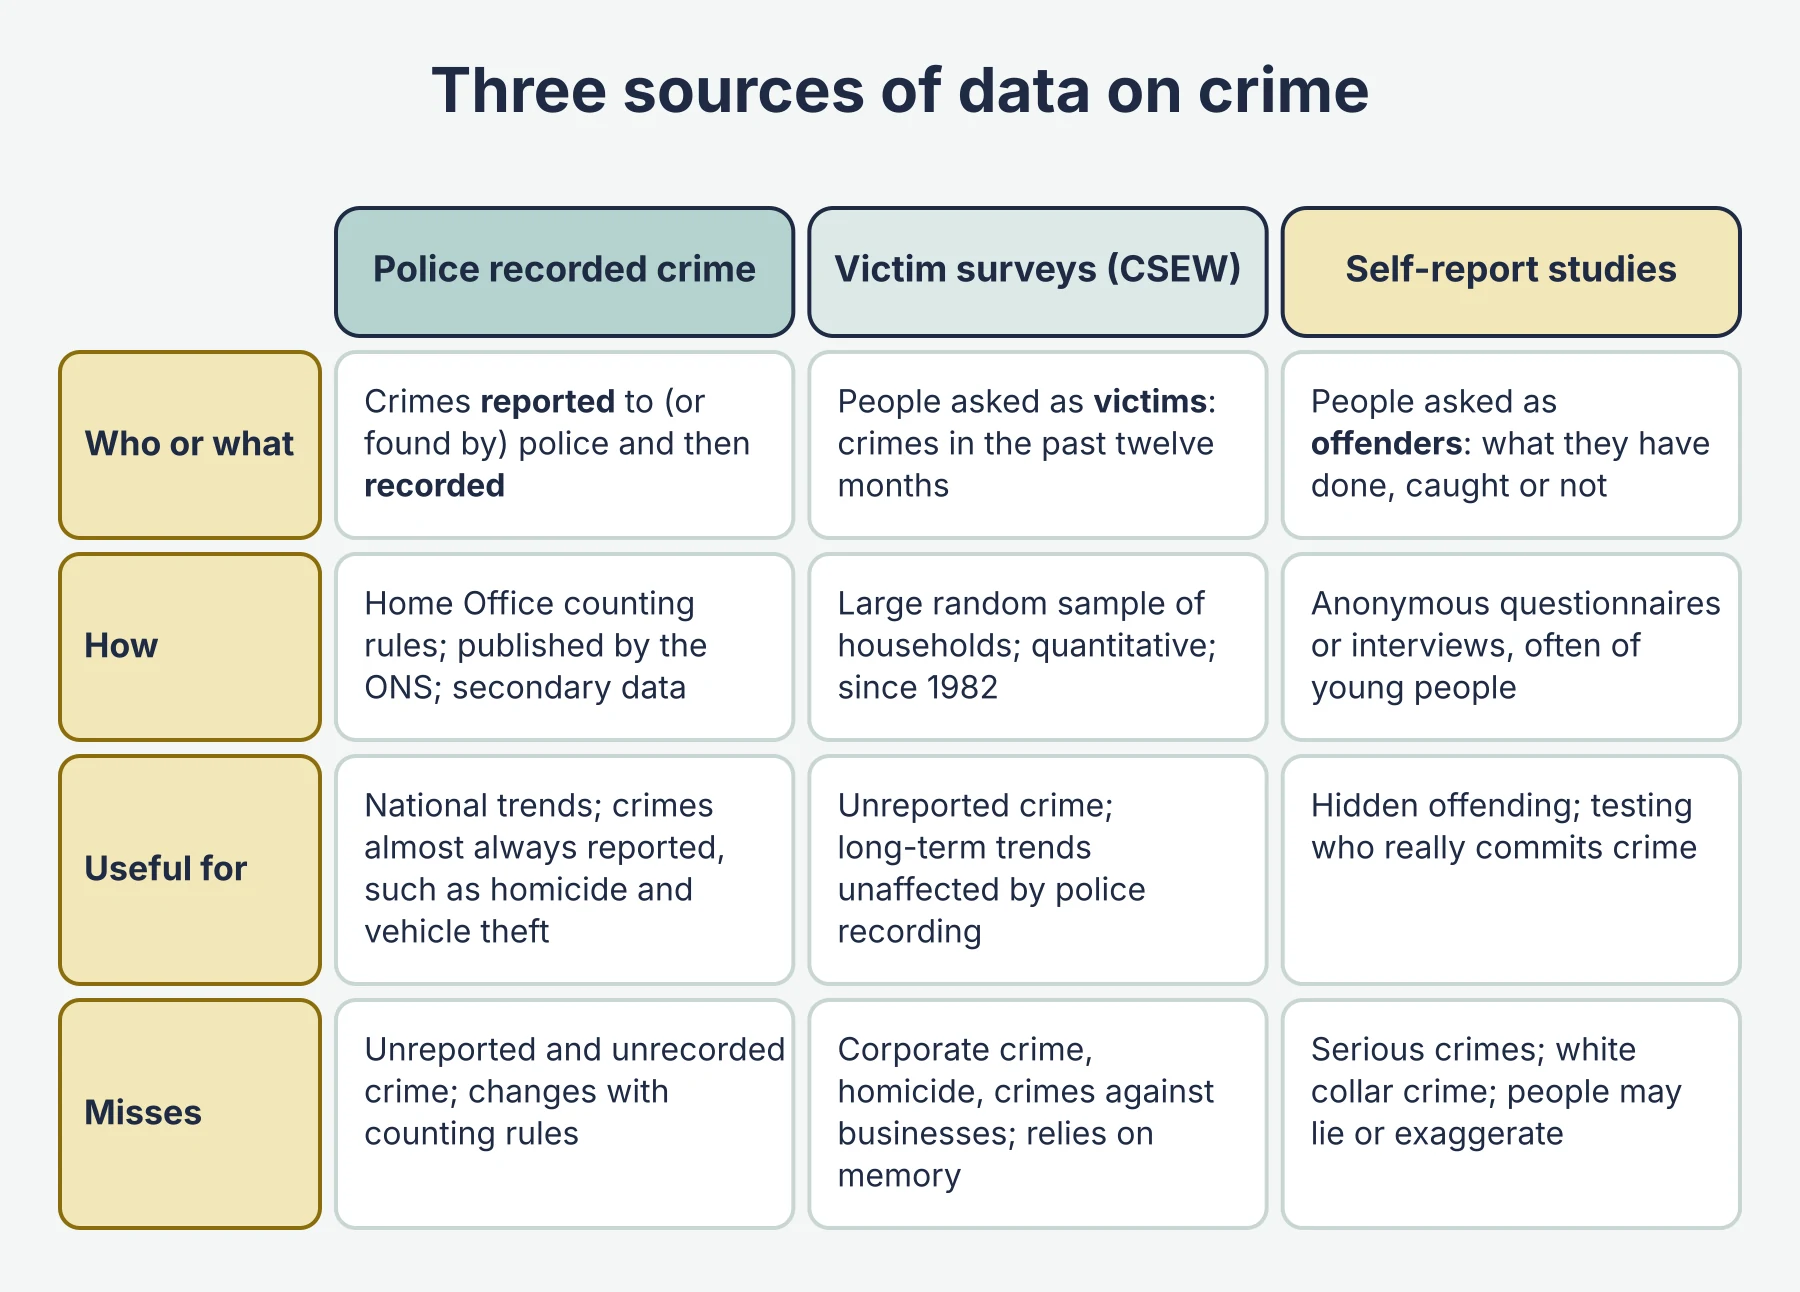 Three sources of data on crime
Police recorded crime
Victim surveys (CSEW)
Self-report studies
Who or what
Crimes reported to (or
found by) police and then
recorded
People asked as victims:
crimes in the past twelve
months
People asked as
offenders: what they have
done, caught or not
How
Home Office counting
rules; published by the
ONS; secondary data
Large random sample of
households; quantitative;
since 1982
Anonymous questionnaires
or interviews, often of
young people
Useful for
National trends; crimes
almost always reported,
such as homicide and
vehicle theft
Unreported crime;
long-term trends
unaffected by police
recording
Hidden offending; testing
who really commits crime
Misses
Unreported and unrecorded
crime; changes with
counting rules
Corporate crime,
homicide, crimes against
businesses; relies on
memory
Serious crimes; white
collar crime; people may
lie or exaggerate